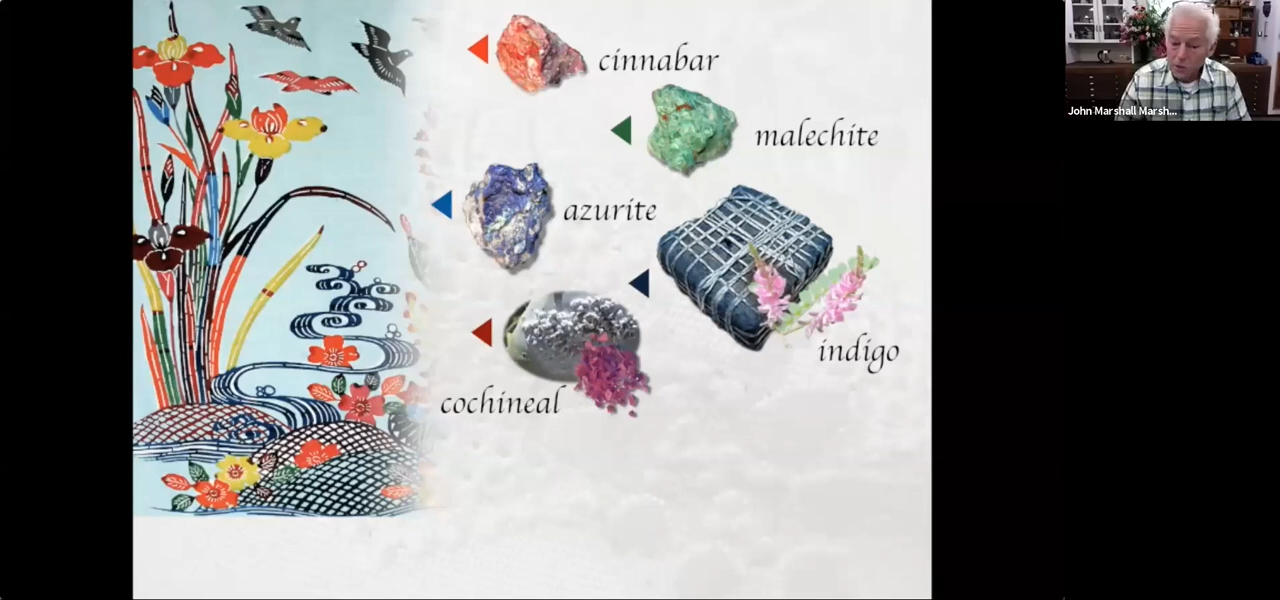 cinnabar
malechite
azurite
indigo
cochineal
John Marshall Marsh...